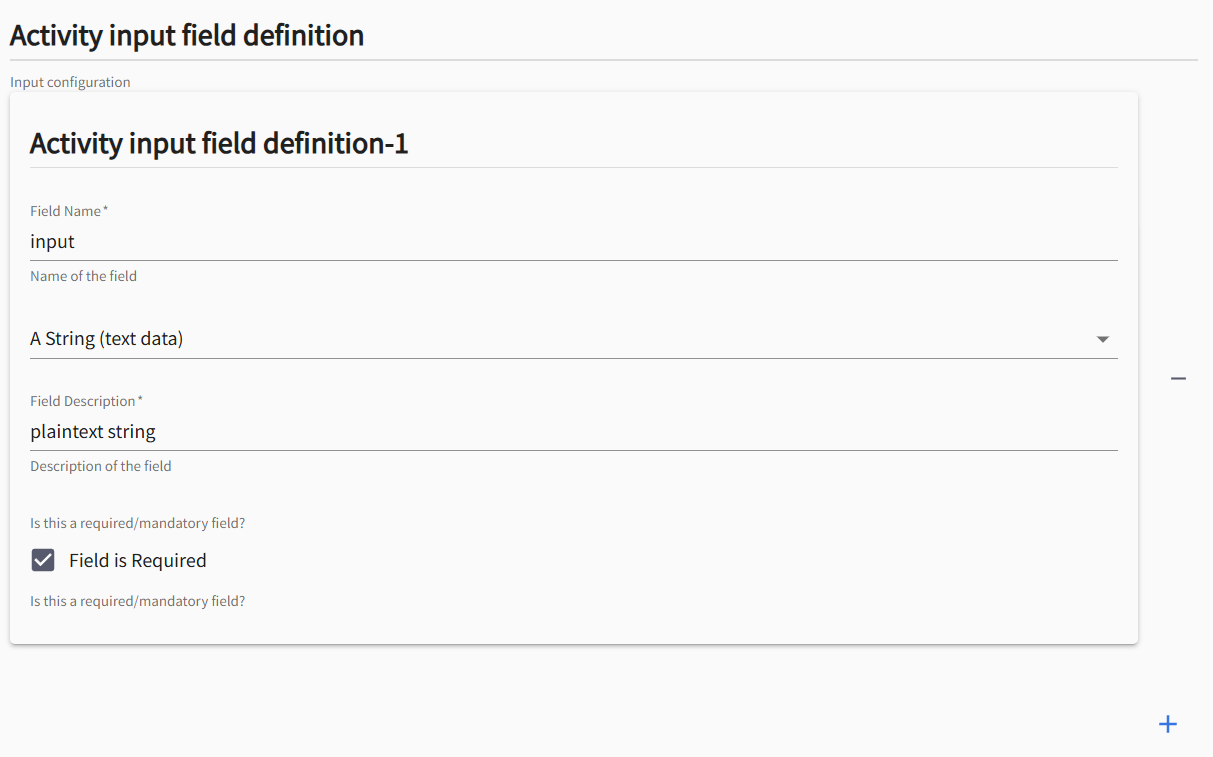 Activity input field definition
Input configuration
Activity input field definition-1
Field Name*
input
Name of the field
A String (text data)
Field Description*
plaintext string
Description of the field
Is this a required/mandatory field?
Field is Required
Is this a required/mandatory field?